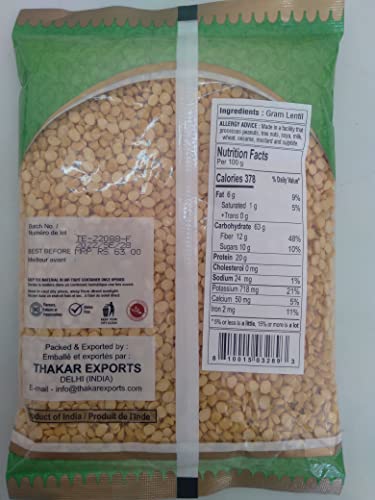 Ingredients : Gram Lentil
ALLERGY ADVICE : Made in a facility that
processes peanuts, tree nuts, soya, milk,
wheat, sesame, mustard and sulphite.
Nutrition Facts
Per 100 g
Calories 378 % Daily Value*
Fat 6 g 9%
Saturated 1 g 5%
+Trans 0 g
Carbohydrate 63 g
Fiber 12 g 48%
Sugars 10 g 10%
Protein 20 g
Cholesterol 0 mg
Sodium 24 mg 1%
Potassium 718 mg 21%
Calcium 50 mg 5%
Iron 2 mg 11%
* 5% or less is a little, 15% or more is a lot
8 10015 03269 3
Batch No. /
Numéro de lot
BEST BEFORE MRP RS 63.00
Meilleur avant :
Packed & Exported by :
Emballé et exportés par :
THAKAR EXPORTS
DELHI (INDIA)
E-mail - info@thakarexports.com
Product of India / Produit de l'Inde